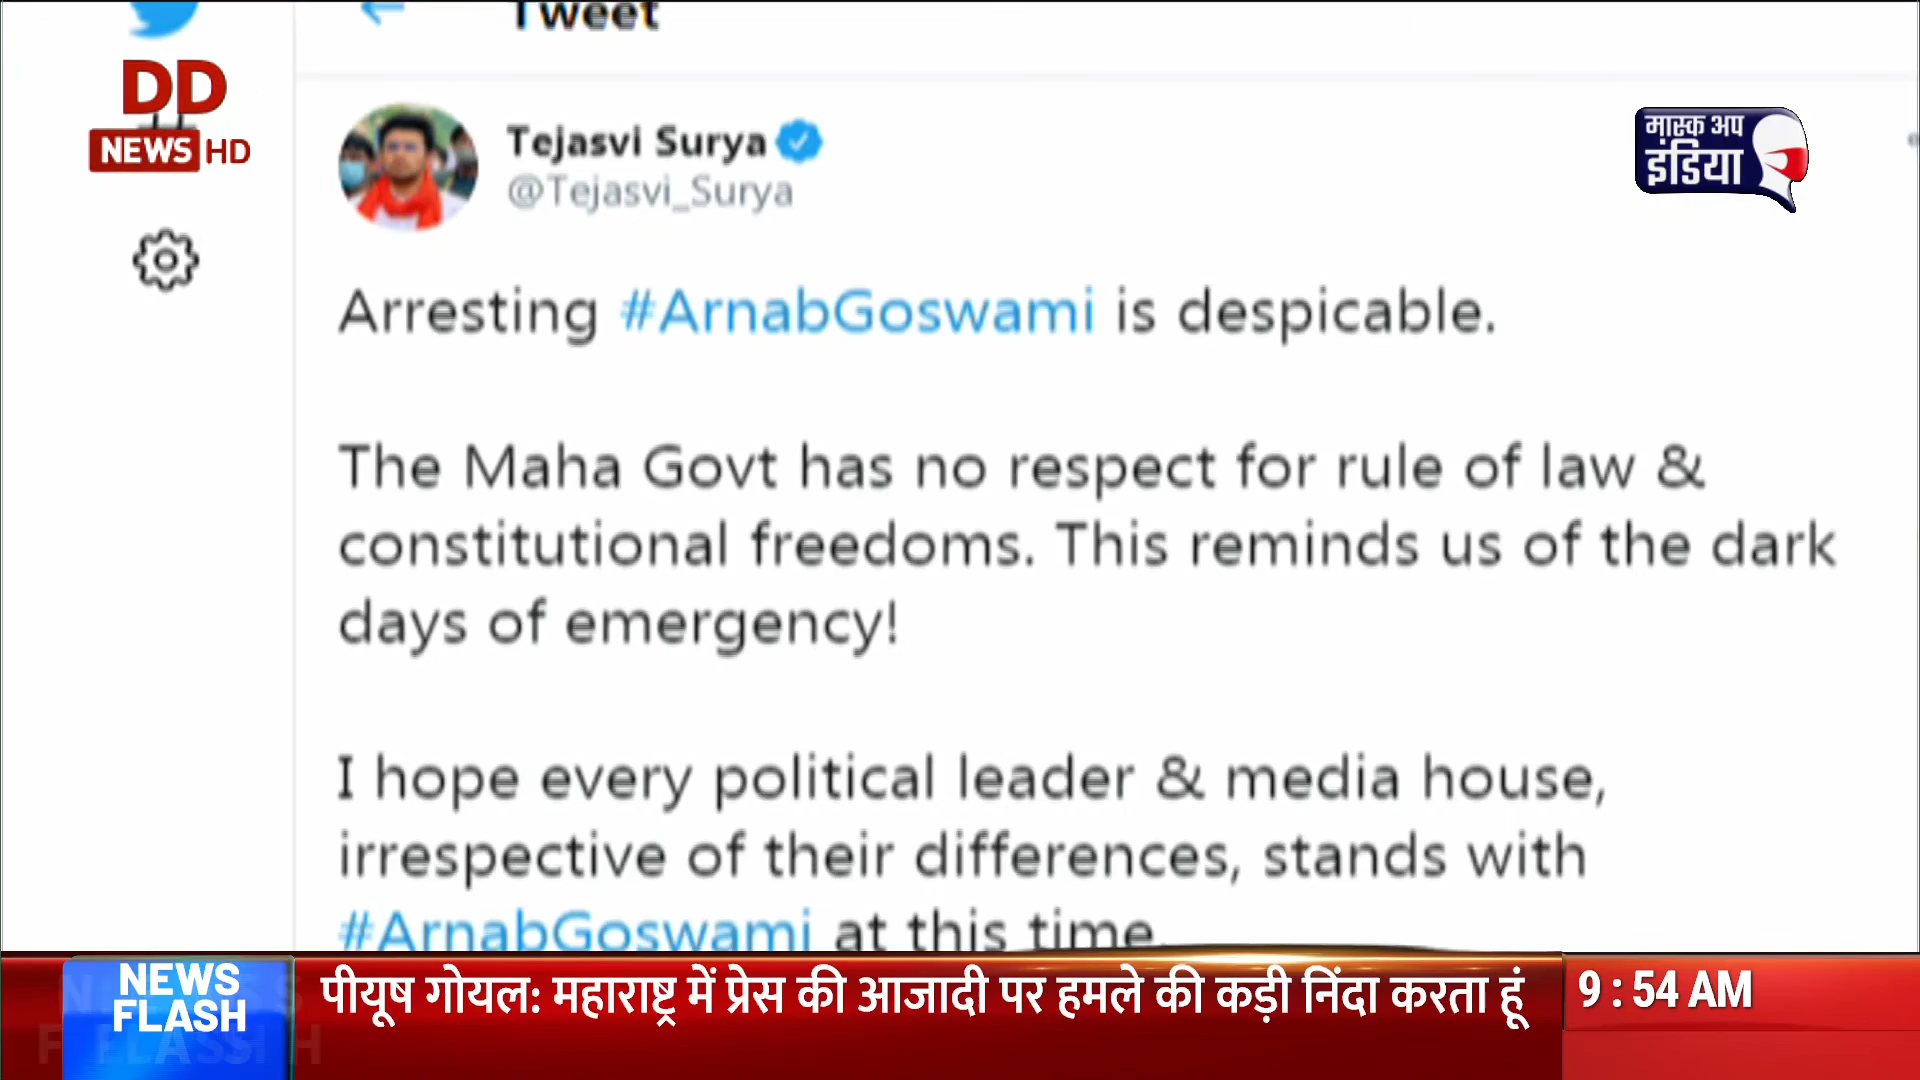 Tweet
DD
NEWS HD
Tejasvi Surya
@Tejasvi_Surya
मास्क अप
इंडिया
Arresting #ArnabGoswami is despicable.
The Maha Govt has no respect for rule of law &
constitutional freedoms. This reminds us of the dark
days of emergency!
I hope every political leader & media house,
irrespective of their differences, stands with
#ArnabGoswami at this time.
NEWS
FLASH
पीयूष गोयल: महाराष्ट्र में प्रेस की आजादी पर हमले की कड़ी निंदा करता हूं
9:54 AM